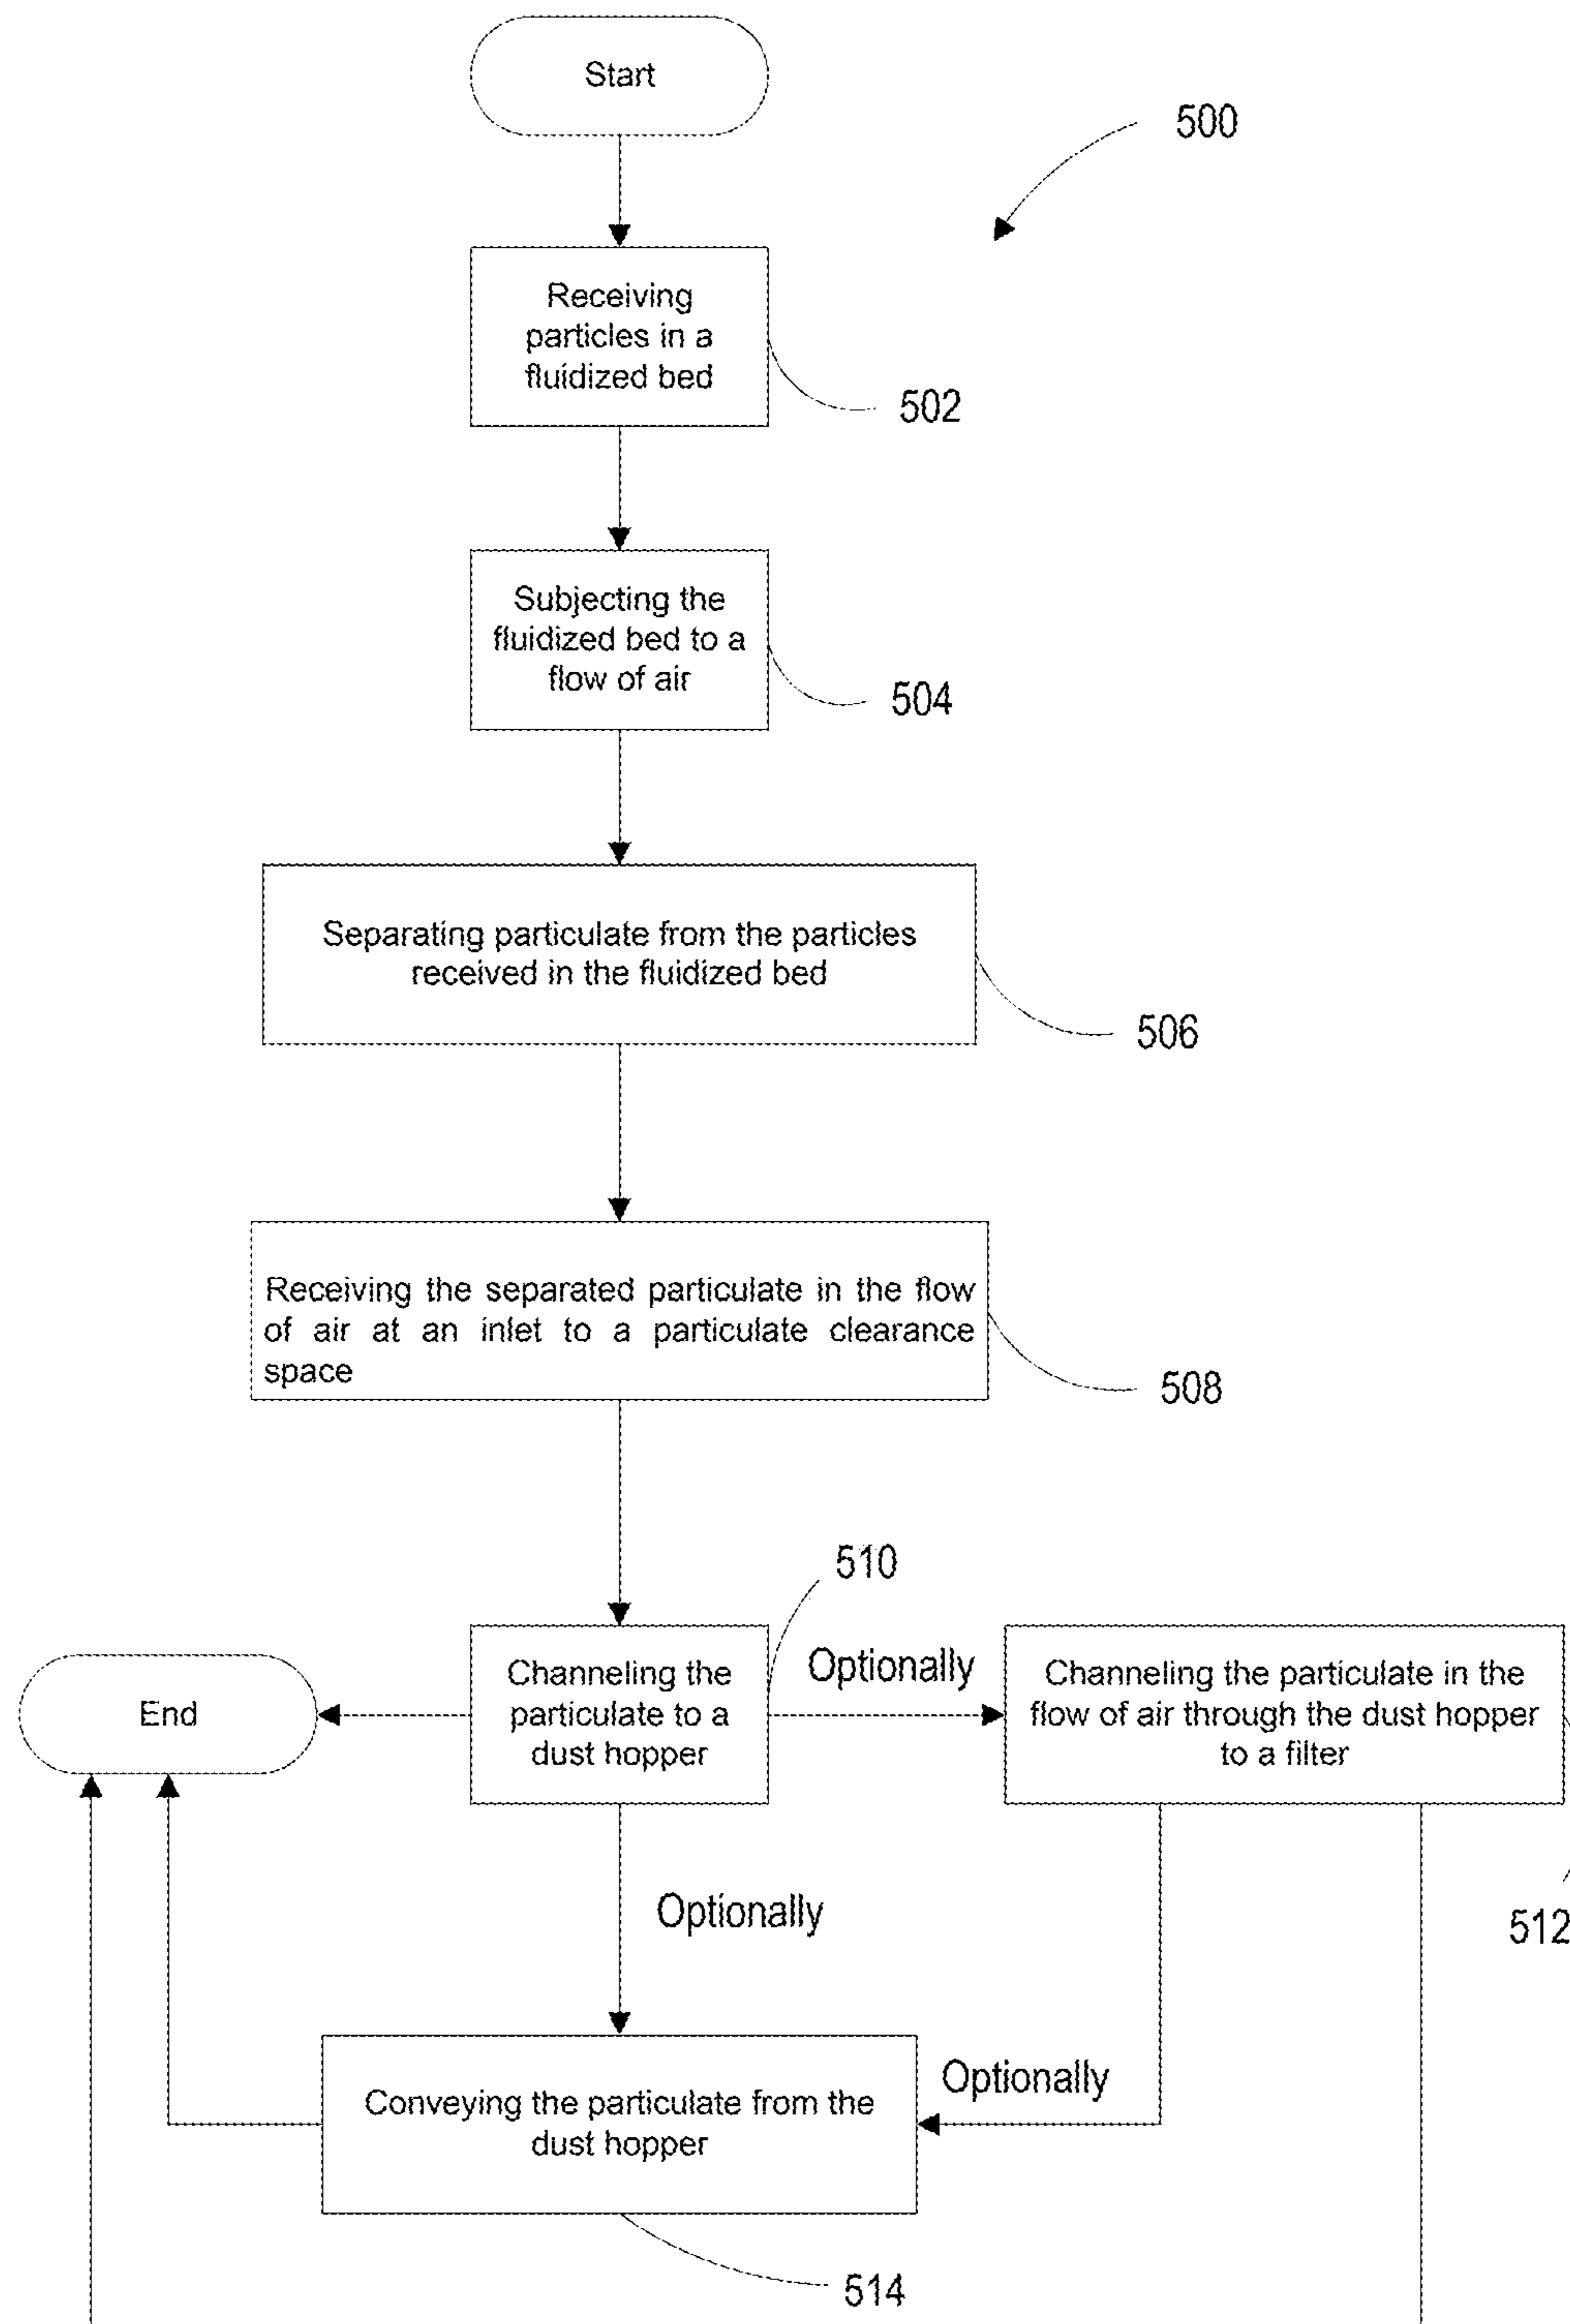 Start
500
Receiving
particles in a
fluidized bed
502
Subjecting the
fluidized bed to a
flow of air
504
Separating particulate from the particles
received in the fluidized bed
506
Receiving the separated particulate in the flow
of air at an inlet to a particulate clearance
space
508
510
End
Channeling the
particulate to a
dust hopper
Optionally
Channeling the particulate in the
flow of air through the dust hopper
to a filter
512
Optionally
Optionally
Conveying the particulate from the
dust hopper
514